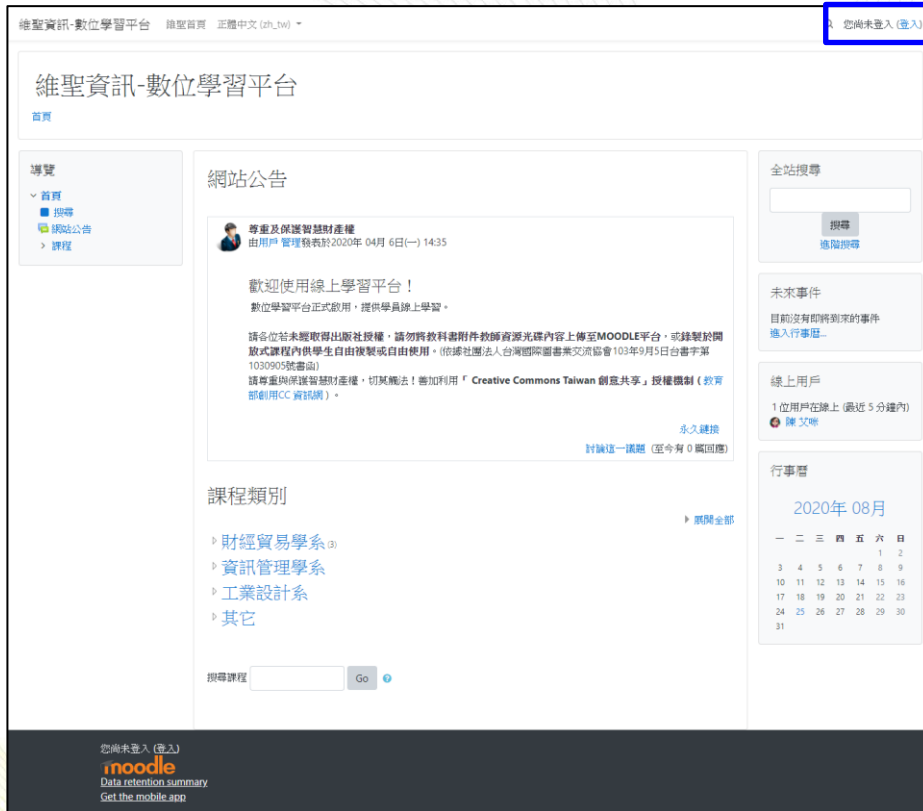 維聖資訊-數位學習平台 維聖首頁 正體中文 (zh_tw)
您尚未登入 (登入)
維聖資訊-數位學習平台
首頁
導覽
首頁
搜尋
網站公告
課程
網站公告
尊重及保護智慧財產權
由用戶 管理發表於2020年 04月 6日(一) 14:35
歡迎使用線上學習平台！
數位學習平台正式啟用，提供學員線上學習。
請各位若未經取得出版社授權，請勿將教科書附件教師資源光碟內容上傳至MOODLE平台，或錄製於開
放式課程內供學生自由複製或自由使用。(依據社團法人台灣國際圖書業交流協會103年9月5日台書字第
1030905號書函)
請尊重與保護智慧財產權，切莫觸法！善加利用「 Creative Commons Taiwan 創意共享」授權機制 ( 教育
部創用CC 資訊網 ) 。
永久鏈接
討論這一議題 (至今有 0 篇回應)
課程類別
展開全部
財經貿易學系(3)
資訊管理學系
工業設計系
其它
搜尋課程 Go
全站搜尋
搜尋
進階搜尋
未來事件
目前沒有即將到來的事件
進入行事曆...
線上用戶
1 位用戶在線上 (最近 5 分鐘內)
陳 艾咪
行事曆
2020年 08月
一 二 三 四 五 六 日
1 2
3 4 5 6 7 8 9
10 11 12 13 14 15 16
17 18 19 20 21 22 23
24 25 26 27 28 29 30
31
您尚未登入 (登入)
moodle
Data retention summary
Get the mobile app